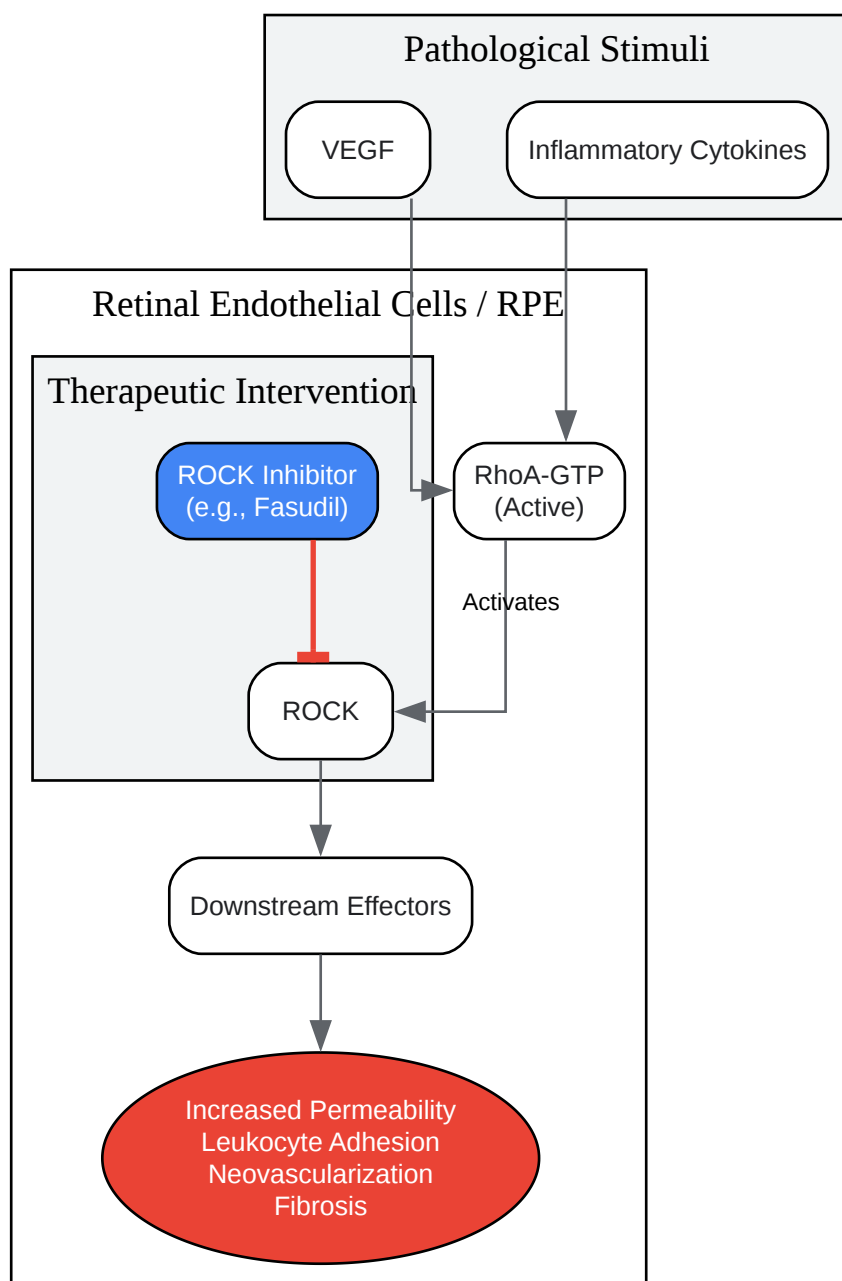 Pathological Stimuli
VEGF
Inflammatory Cytokines
Retinal Endothelial Cells / RPE
Therapeutic Intervention
ROCK Inhibitor
(e.g., Fasudil)
RhoA-GTP
(Active)
Activates
ROCK
Downstream Effectors
Increased Permeability
Leukocyte Adhesion
Neovascularization
Fibrosis